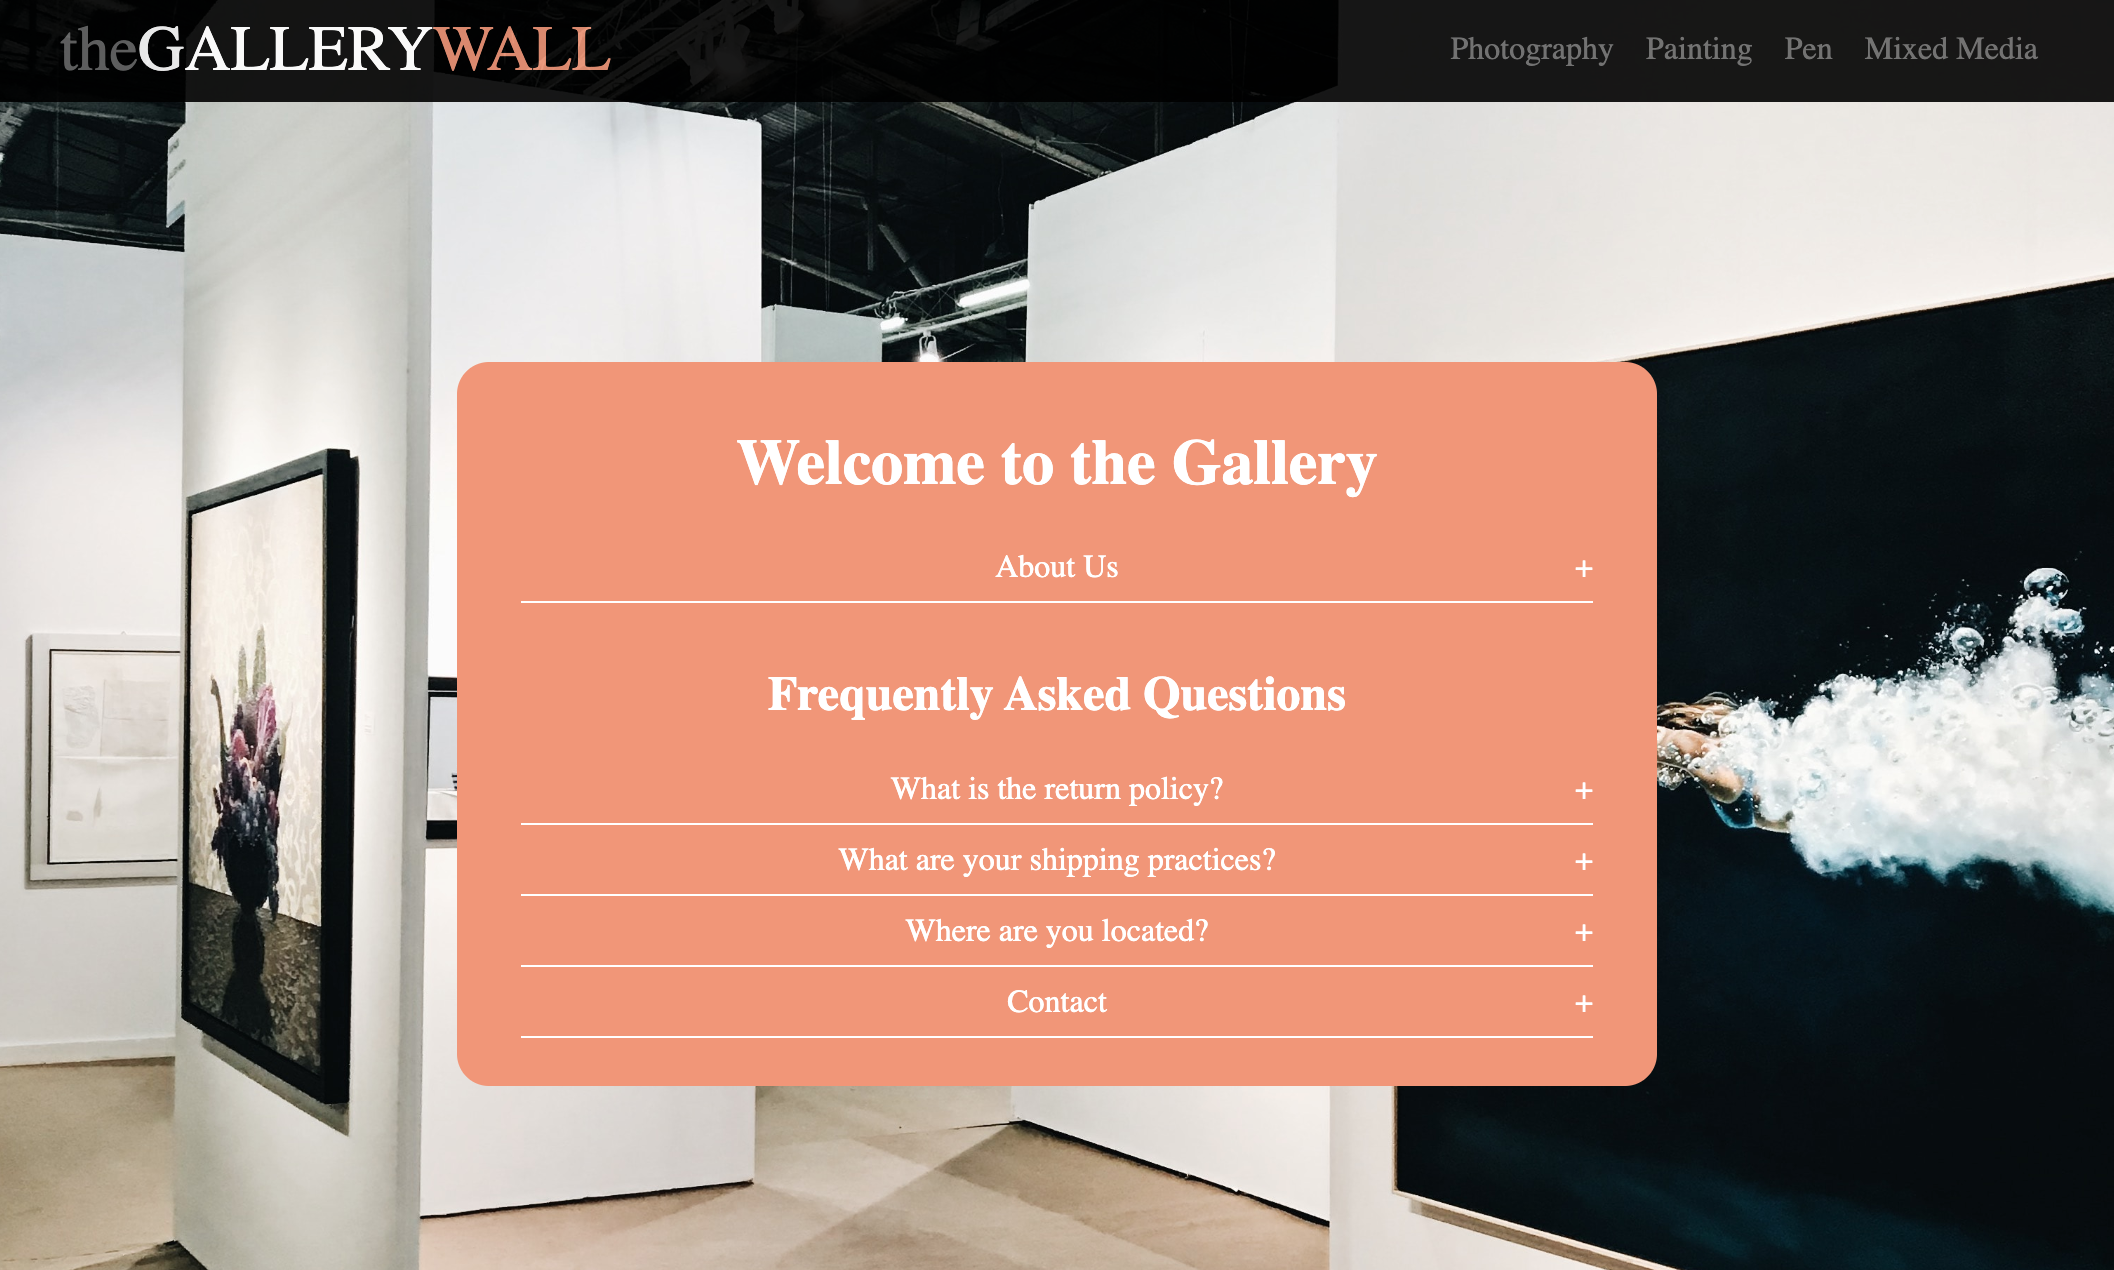 theGALLERYWALL
Photography Painting Pen Mixed Media
Welcome to the Gallery
About Us +
Frequently Asked Questions
What is the return policy? +
What are your shipping practices? +
Where are you located? +
Contact +